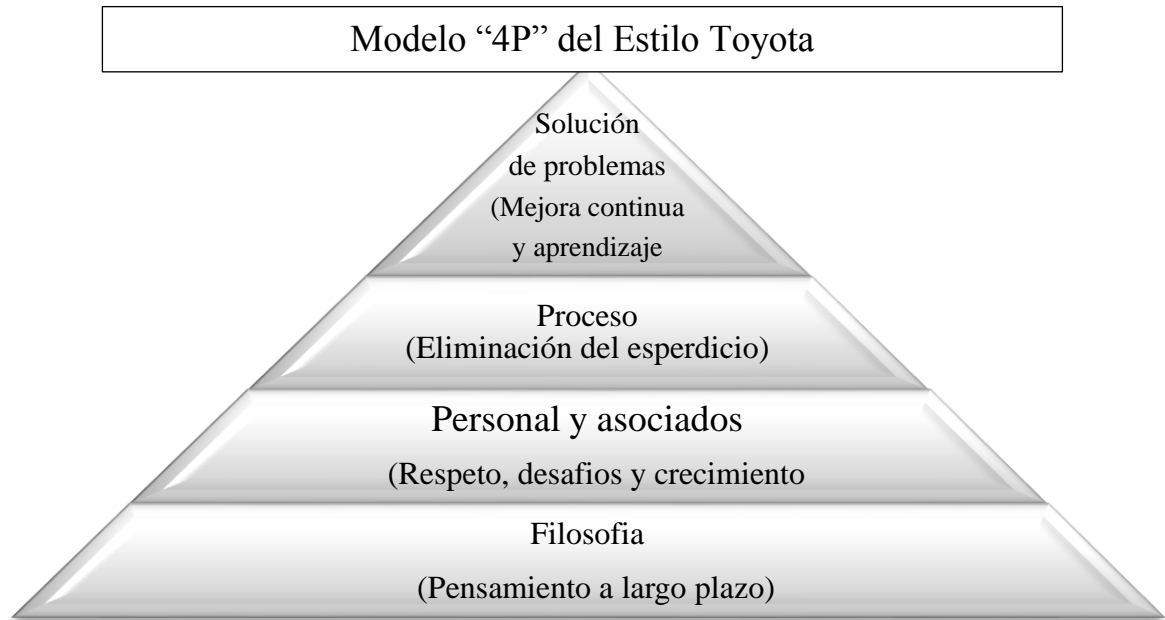 Modelo “4P” del Estilo Toyota
Solución
de problemas
(Mejora continua
y aprendizaje
Proceso
(Eliminación del esperdicio)
Personal y asociados
(Respeto, desafios y crecimiento
Filosofia
(Pensamiento a largo plazo)